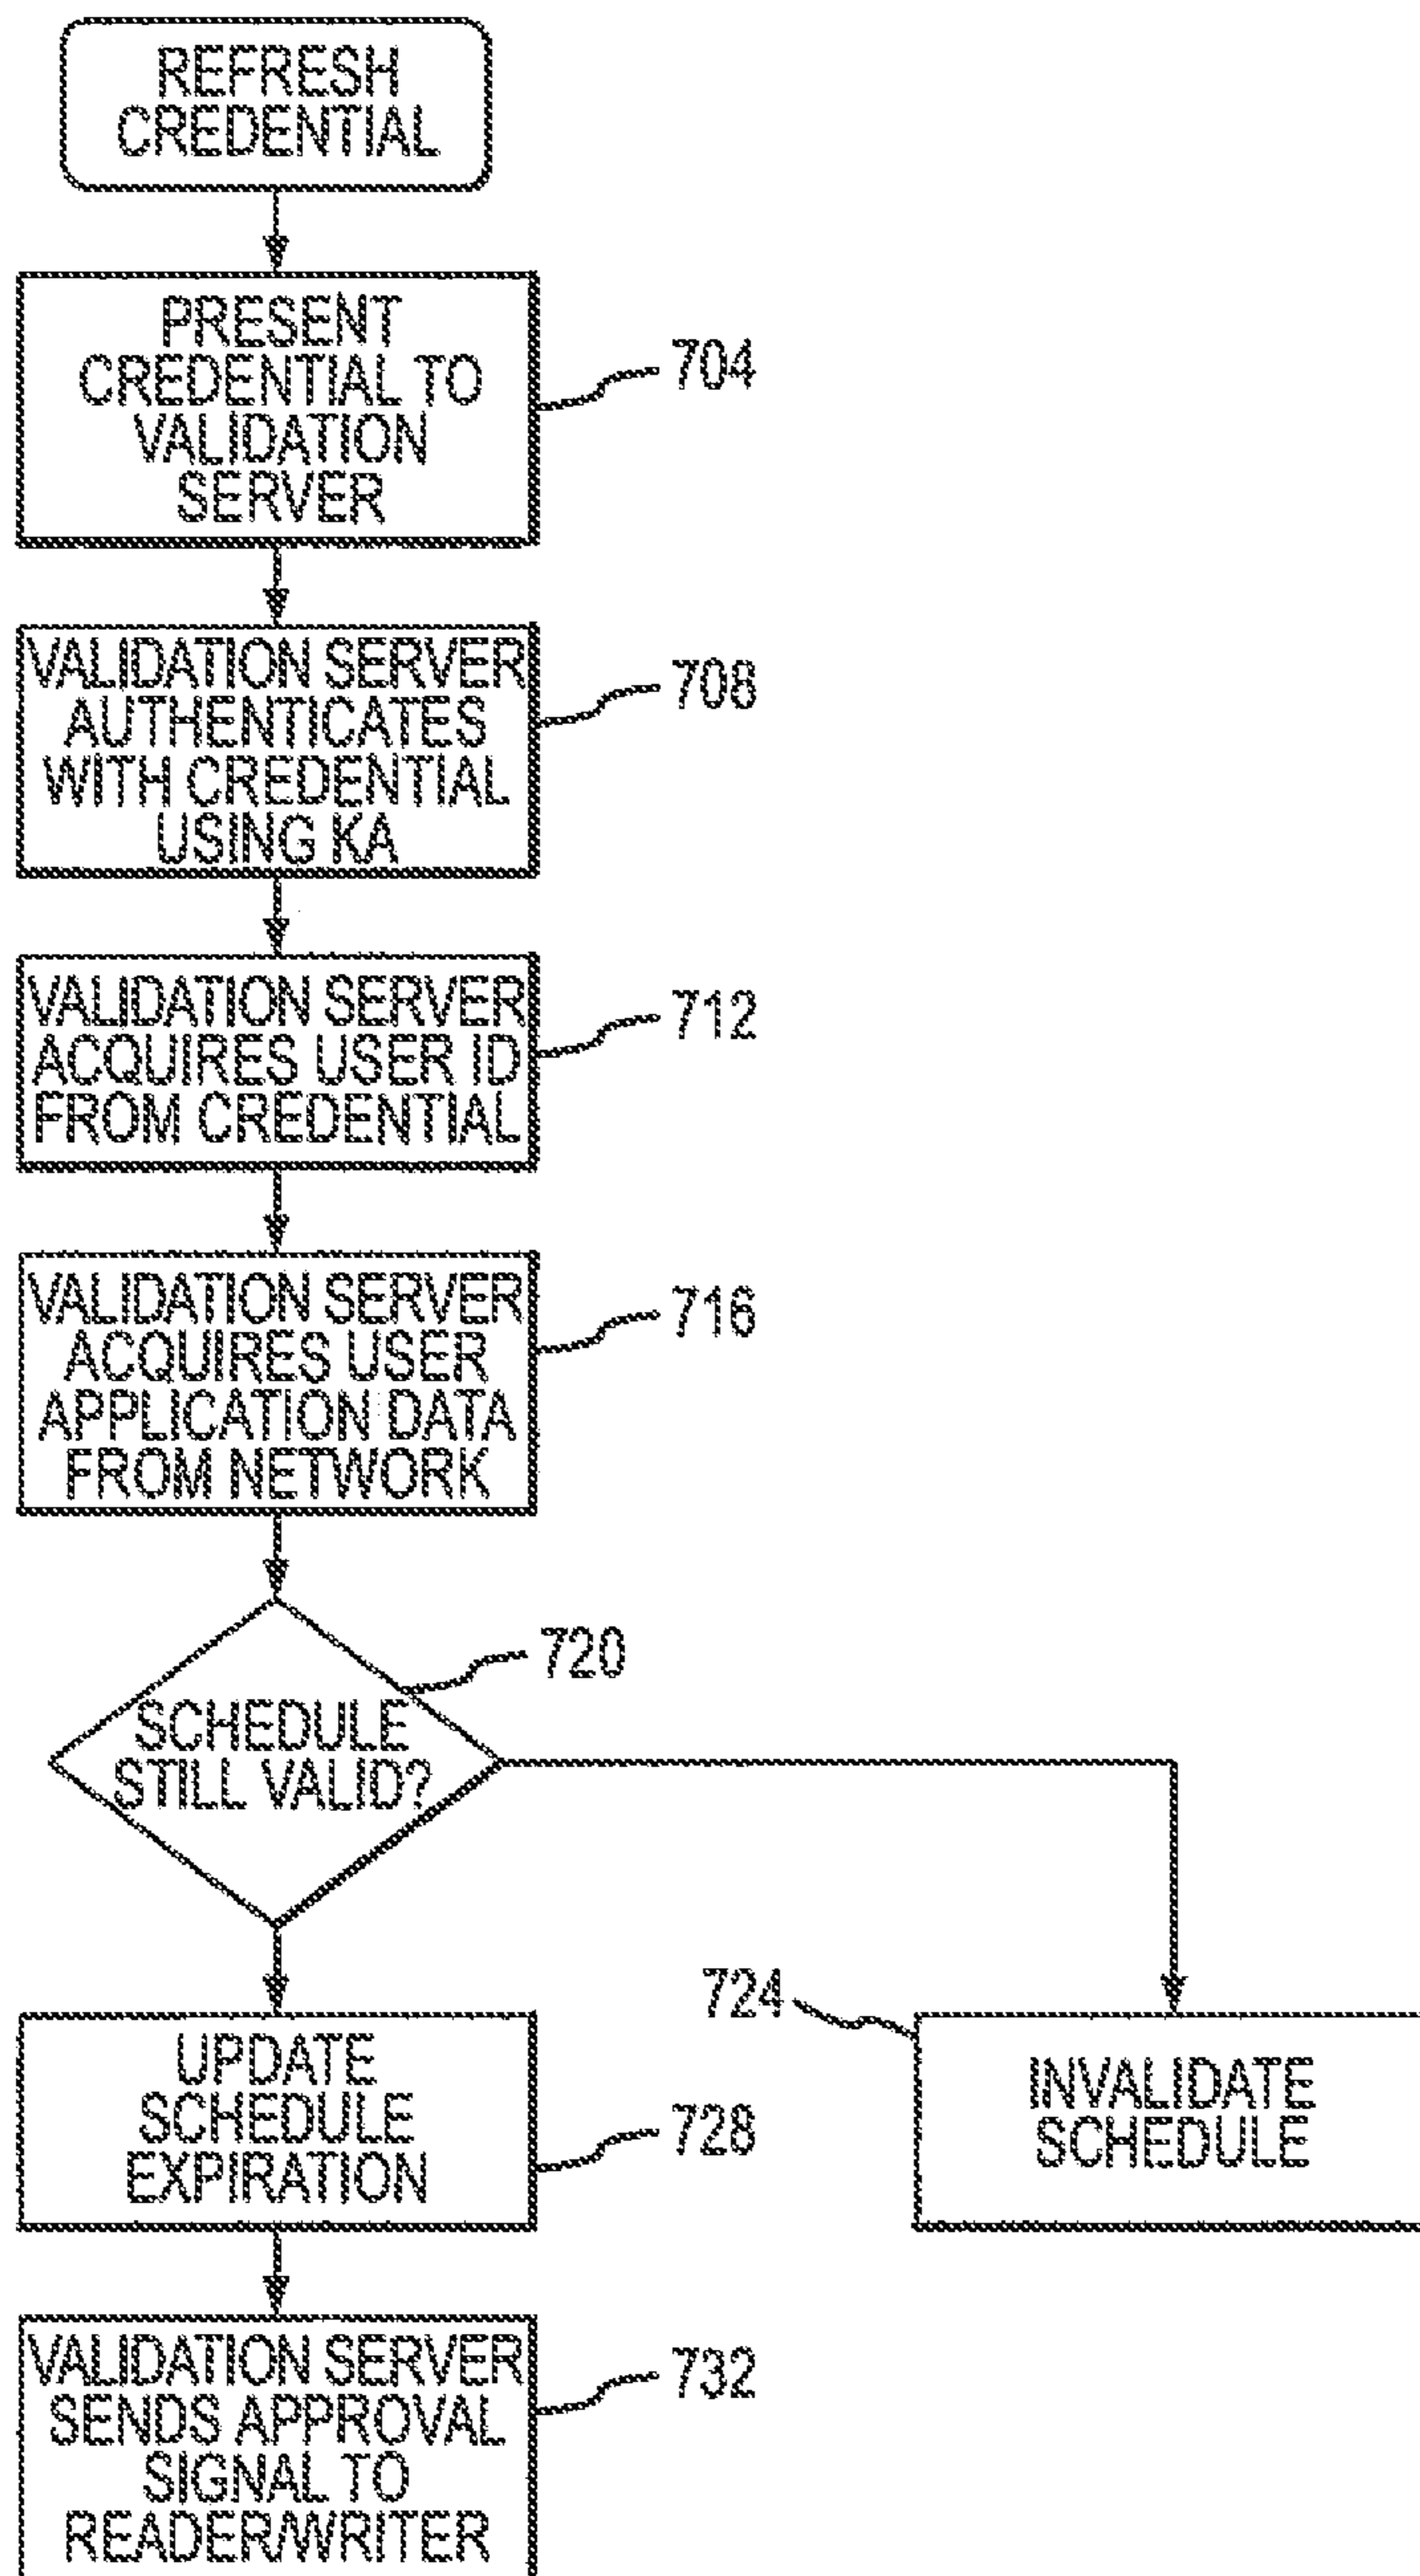 REFRESH
CREDENTIAL
PRESENT
CREDENTIAL TO
VALIDATION
SERVER
704
VALIDATION SERVER
AUTHENTICATES
WITH CREDENTIAL
USING KA
708
VALIDATION SERVER
ACQUIRES USER ID
FROM CREDENTIAL
712
VALIDATION SERVER
ACQUIRES USER
APPLICATION DATA
FROM NETWORK
716
720
SCHEDULE
STILL VALID?
UPDATE
SCHEDULE
EXPIRATION
728
724
INVALIDATE
SCHEDULE
VALIDATION SERVER
SENDS APPROVAL
SIGNAL TO
READER/WRITER
732